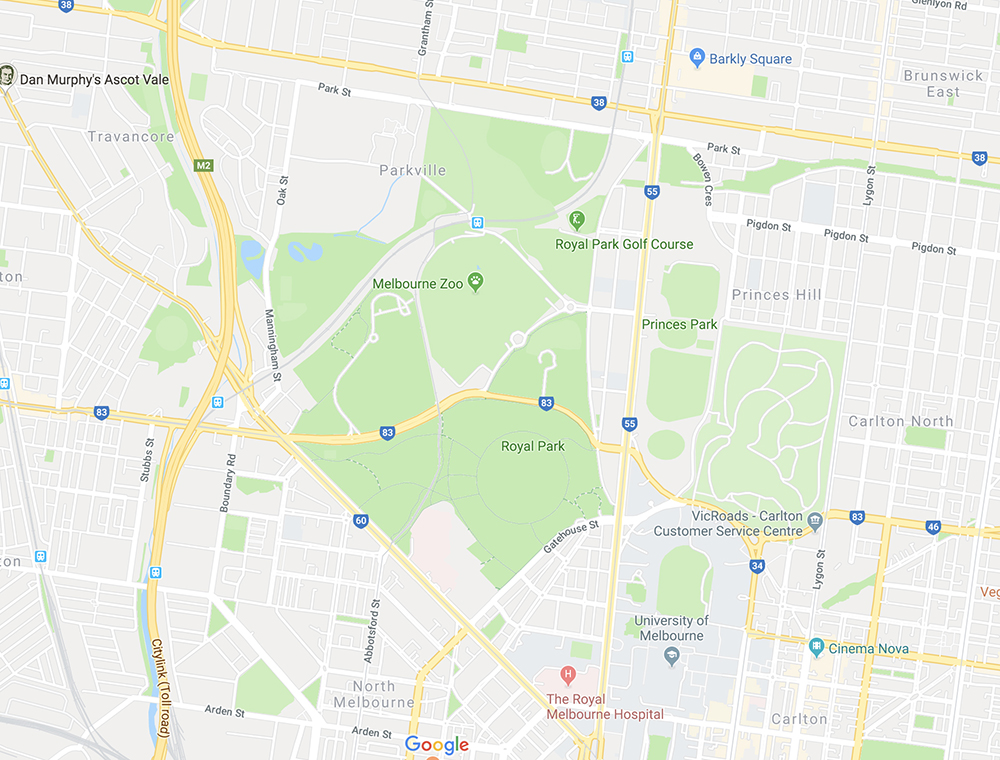 38
Grantham St
Glenlyon Rd
Barkly Square
Brunswick
East
Dan Murphy's Ascot Vale
Park St
38
Travancore
Park St
38
M2
Parkville
Bowen Cres
Lygon St
Oak St
55
Royal Park Golf Course
Pigdon St
Pigdon St
Pigdon St
ton
Melbourne Zoo
Princes Hill
Manningham St
Princes Park
83
83
83
55
Carlton North
Royal Park
Stubbs St
Boundary Rd
60
Gatehouse St
VicRoads - Carlton
Customer Service Centre
83
46
ton
34
Lygon St
Veg
Abbotsford St
University of
Melbourne
Citylink (Toll road)
Cinema Nova
H
North
Melbourne
The Royal
Melbourne Hospital
Arden St
Arden St
Carlton
Google